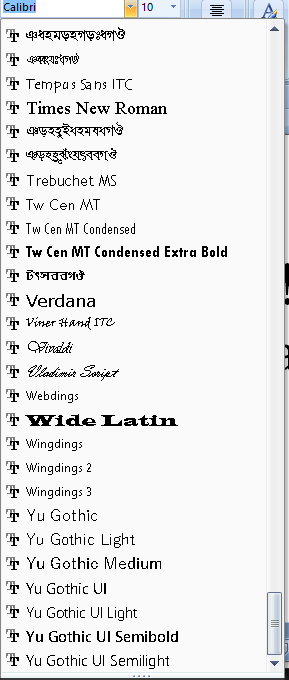 Calibri 10
Tempus Sans ITC
Times New Roman
Trebuchet MS
Tw Cen MT
Tw Cen MT Condensed
Tw Cen MT Condensed Extra Bold
Verdana
Viner Hand ITC
Vivaldi
Vladimir Script
Webdings
Wide Latin
Wingdings
Wingdings 2
Wingdings 3
Yu Gothic
Yu Gothic Light
Yu Gothic Medium
Yu Gothic UI
Yu Gothic UI Light
Yu Gothic UI Semibold
Yu Gothic UI Semilight